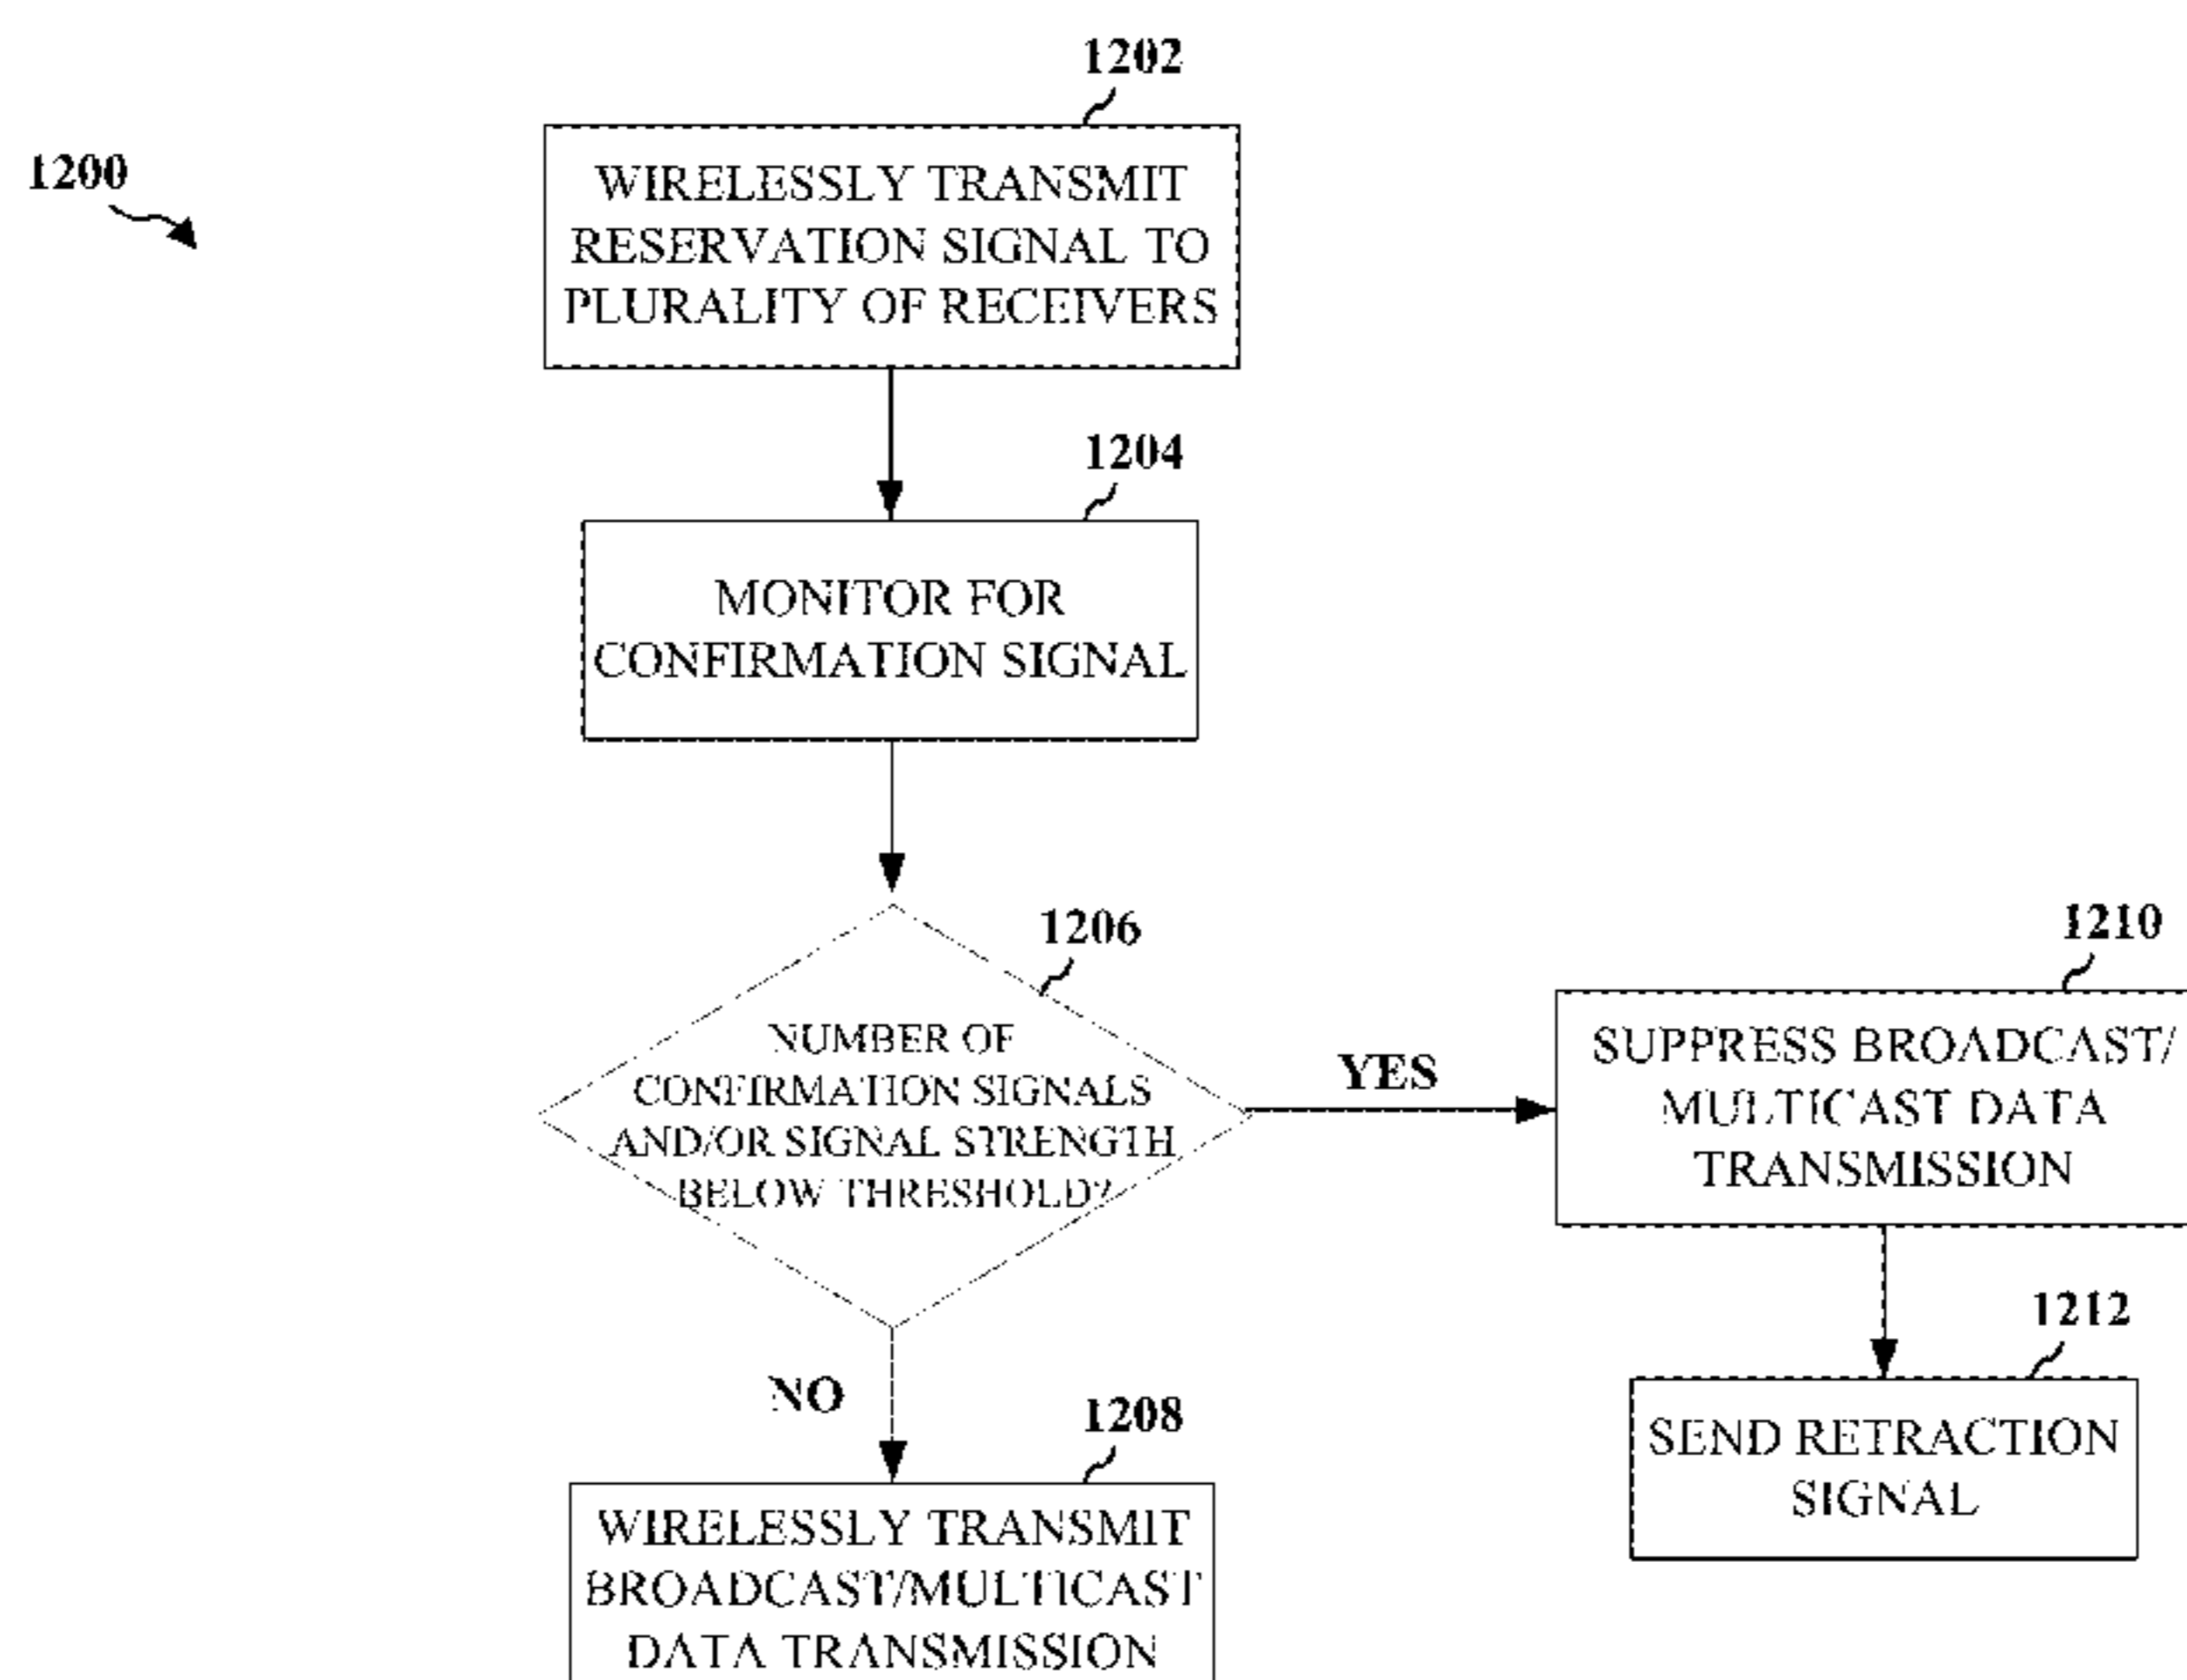 1200
1202
WIRELESSLY TRANSMIT
RESERVATION SIGNAL TO
PLURALITY OF RECEIVERS
1204
MONITOR FOR
CONFIRMATION SIGNAL
1206
NUMBER OF
CONFIRMATION SIGNALS
AND/OR SIGNAL STRENGTH
BELOW THRESHOLD?
YES
1210
SUPPRESS BROADCAST/
MULTICAST DATA
TRANSMISSION
1212
SEND RETRACTION
SIGNAL
NO
1208
WIRELESSLY TRANSMIT
BROADCAST/MULTICAST
DATA TRANSMISSION